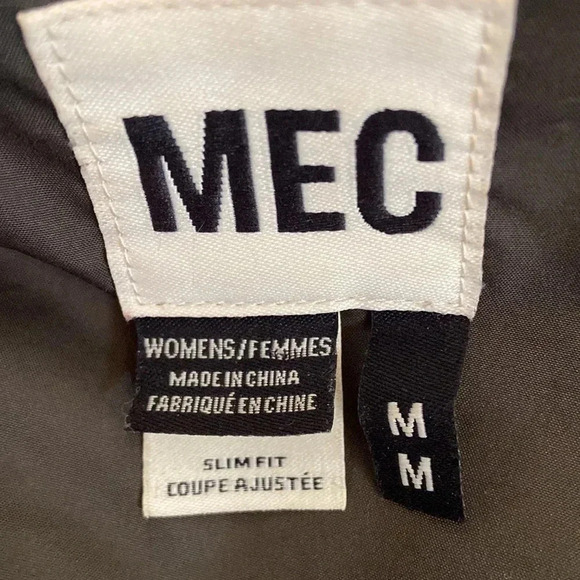 MEC
WOMENS/FEMMES
MADE IN CHINA
FABRIQUÉ EN CHINE
M
M
SLIM FIT
COUPE AJUSTÉE